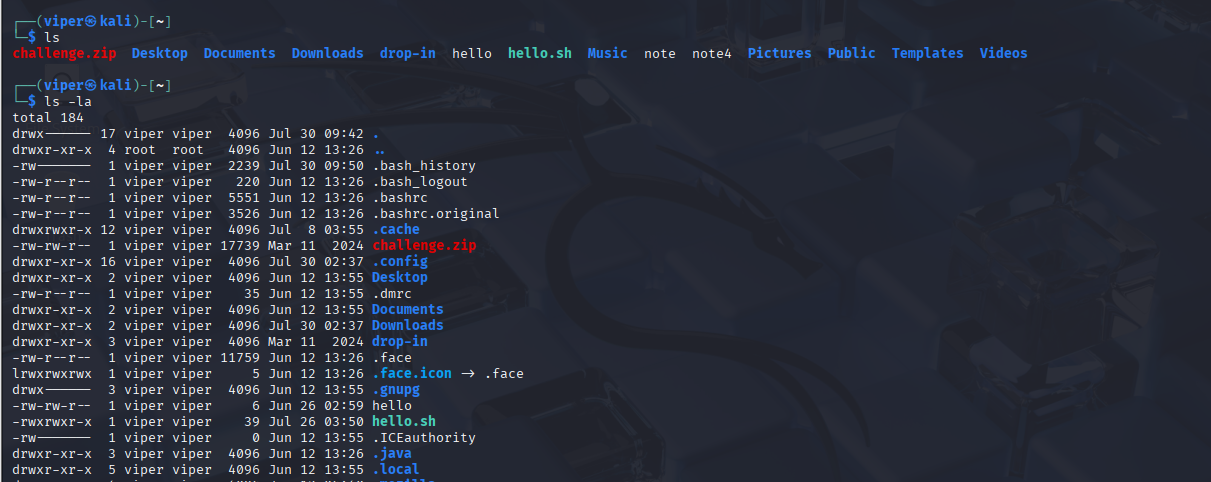 ┌──(viper㉿kali)-[~]
└─$ ls
challenge.zip Desktop Documents Downloads drop-in hello hello.sh Music note note4 Pictures Public Templates Videos
┌──(viper㉿kali)-[~]
└─$ ls -la
total 184
drwx------ 17 viper viper 4096 Jul 30 09:42 .
drwxr-xr-x 4 root root 4096 Jun 12 13:26 ..
-rw------- 1 viper viper 2239 Jul 30 09:50 .bash_history
-rw-r--r-- 1 viper viper 220 Jun 12 13:26 .bash_logout
-rw-r--r-- 1 viper viper 5551 Jun 12 13:26 .bashrc
-rw-r--r-- 1 viper viper 3526 Jun 12 13:26 .bashrc.original
drwxrwxr-x 12 viper viper 4096 Jul 8 03:55 .cache
-rw-rw-r-- 1 viper viper 17739 Mar 11 2024 challenge.zip
drwxr-xr-x 16 viper viper 4096 Jul 30 02:37 .config
drwxr-xr-x 2 viper viper 4096 Jun 12 13:55 Desktop
-rw-r--r-- 1 viper viper 35 Jun 12 13:55 .dmrc
drwxr-xr-x 2 viper viper 4096 Jun 12 13:55 Documents
drwxr-xr-x 2 viper viper 4096 Jul 30 02:37 Downloads
drwxr-xr-x 3 viper viper 4096 Mar 11 2024 drop-in
-rw-r--r-- 1 viper viper 11759 Jun 12 13:26 .face
lrwxrwxrwx 1 viper viper 5 Jun 12 13:26 .face.icon -> .face
drwx------ 3 viper viper 4096 Jun 12 13:55 .gnupg
-rw-rw-r-- 1 viper viper 6 Jun 26 02:59 hello
-rwxrwxr-x 1 viper viper 39 Jul 26 03:50 hello.sh
-rw------- 1 viper viper 0 Jun 12 13:55 .ICEauthority
drwxr-xr-x 3 viper viper 4096 Jun 12 13:26 .java
drwxr-xr-x 5 viper viper 4096 Jun 12 13:55 .local